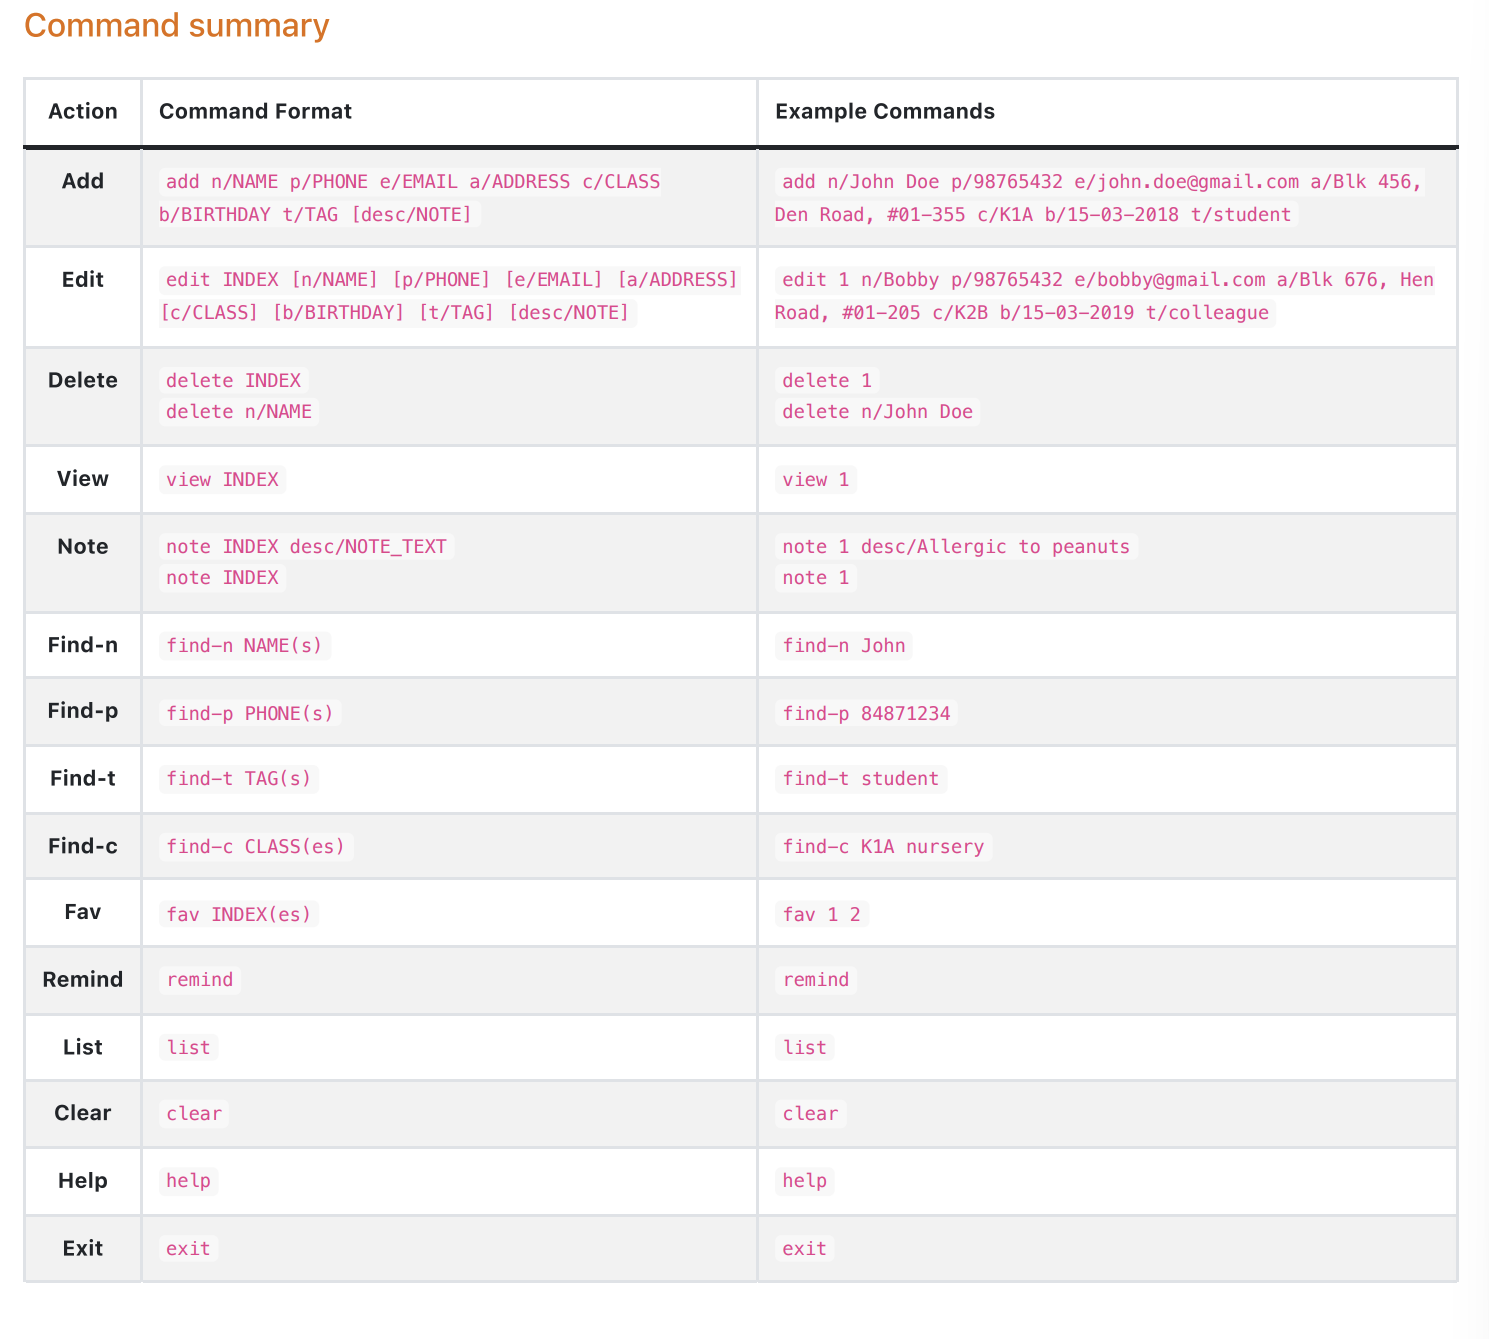 Command summary
Action Command Format Example Commands
Add
add n/NAME p/PHONE e/EMAIL a/ADDRESS c/CLASS
b/BIRTHDAY t/TAG [desc/NOTE]
add n/John Doe p/98765432 e/john.doe@gmail.com a/Blk 456,
Den Road, #01-355 c/K1A b/15-03-2018 t/student
Edit
edit INDEX [n/NAME] [p/PHONE] [e/EMAIL] [a/ADDRESS]
[c/CLASS] [b/BIRTHDAY] [t/TAG] [desc/NOTE]
edit 1 n/Bobby p/98765432 e/bobby@gmail.com a/Blk 676, Hen
Road, #01-205 c/K2B b/15-03-2019 t/colleague
Delete
delete INDEX
delete n/NAME
delete 1
delete n/John Doe
View view INDEX view 1
Note
note INDEX desc/NOTE_TEXT
note INDEX
note 1 desc/Allergic to peanuts
note 1
Find-n find-n NAME(s) find-n John
Find-p find-p PHONE(s) find-p 84871234
Find-t find-t TAG(s) find-t student
Find-c find-c CLASS(es) find-c K1A nursery
Fav fav INDEX(es) fav 1 2
Remind remind remind
List list list
Clear clear clear
Help help help
Exit exit exit